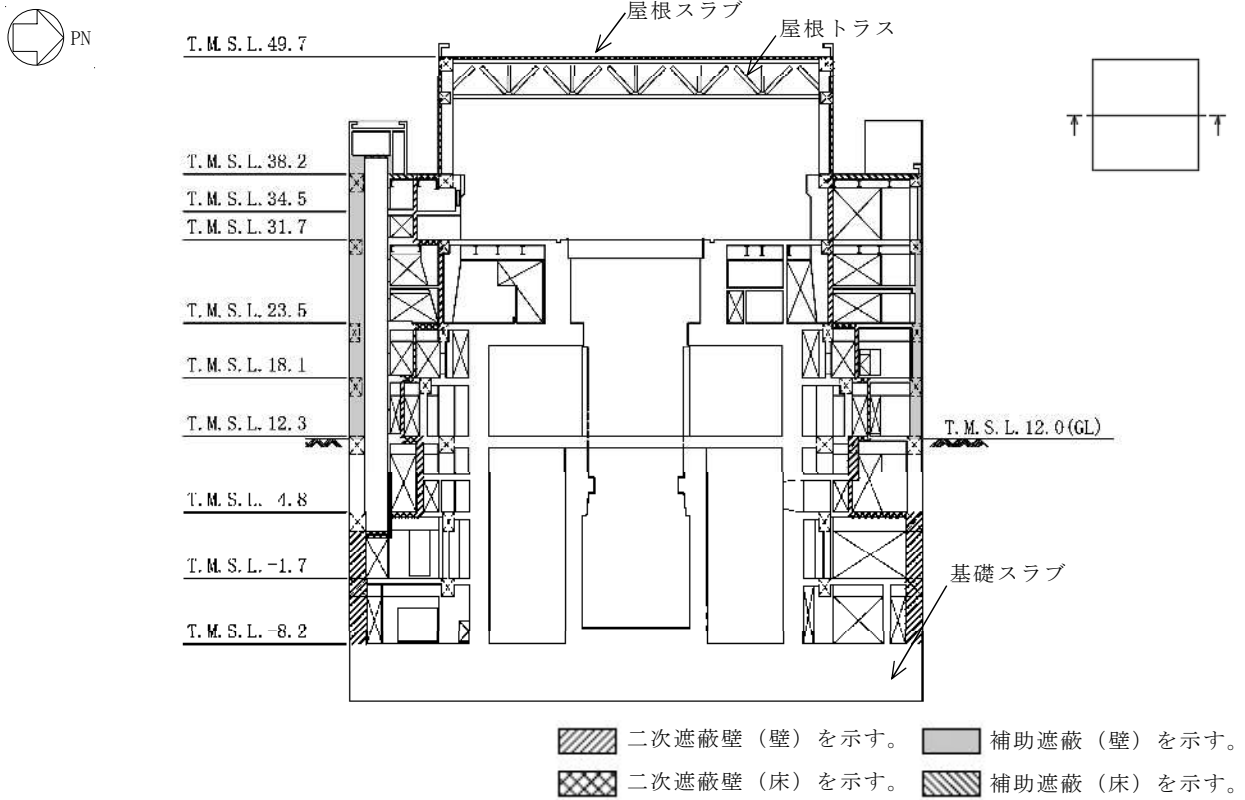 屋根スラブ
PN
屋根トラス
T.M.S.L.49.7
T.M.S.L.38.2
T.M.S.L.34.5
T.M.S.L.31.7
T.M.S.L.23.5
T.M.S.L.18.1
T.M.S.L.12.3
T.M.S.L.12.0(GL)
T.M.S.L. 4.8
T.M.S.L.-1.7
基礎スラブ
T.M.S.L.-8.2
二次遮蔽壁（壁）を示す。
補助遮蔽（壁）を示す。
二次遮蔽壁（床）を示す。
補助遮蔽（床）を示す。